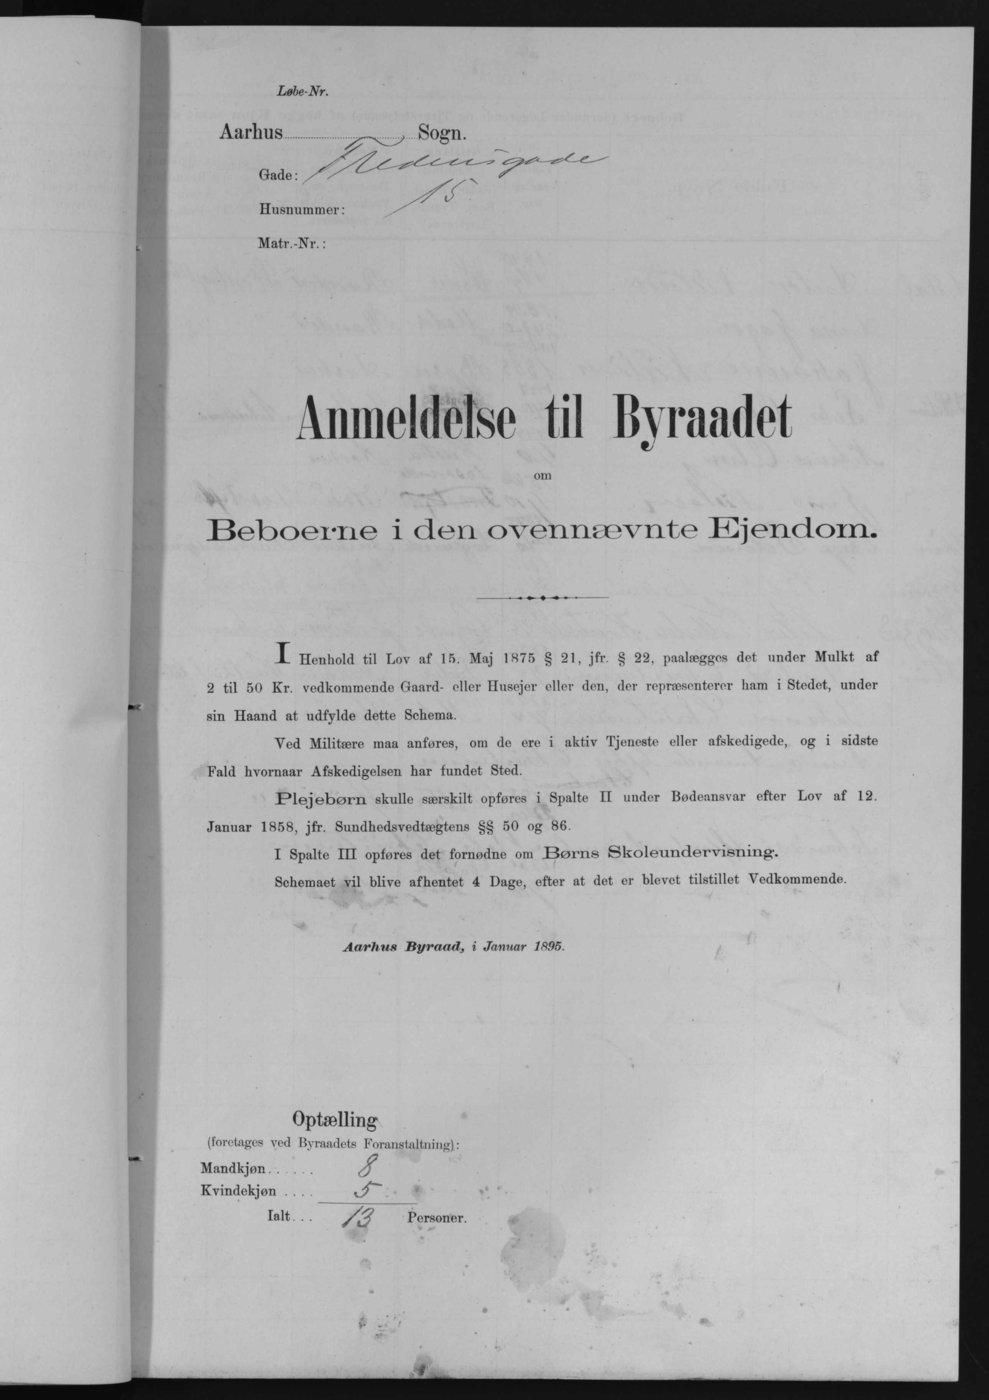 Løbe-Nr.
Aarhus, Sogn.
Gade: Fredensgade
Husnummer: 15
Matr.-Nr.:
Anmeldelse til Byraadet
om
Beboerne i den ovennævnte Ejendom.
I Henhold til Lov af 15. Maj 1875 § 21, jfr. § 22, paalægges det under Mulkt af
2 til 50 Kr. vedkommende Gaard- eller Husejer eller den, der repræsenterer ham i Stedet, under
sin Haand at udfylde dette Schema.
Ved Militære maa anføres, om de ere i aktiv Tjeneste eller afskedigede, og i sidste
Fald hvornaar Afskedigelsen har fundet Sted.
Plejebørn skulle særskilt opføres i Spalte II under Bødeansvar efter Lov af 12.
Januar 1858, jfr. Sundhedsvedtægtens §§ 50 og 86.
I Spalte III opføres det fornødne om Børns Skoleundervisning.
Schemaet vil blive afhentet 4 Dage, efter at det er blevet tilstillet Vedkommende.
Aarhus Byraad, i Januar 1895.
Optælling
(foretages ved Byraadets Foranstaltning):
Mandkjøn...... 8
Kvindekjøn .... 5
Ialt... 13 Personer.